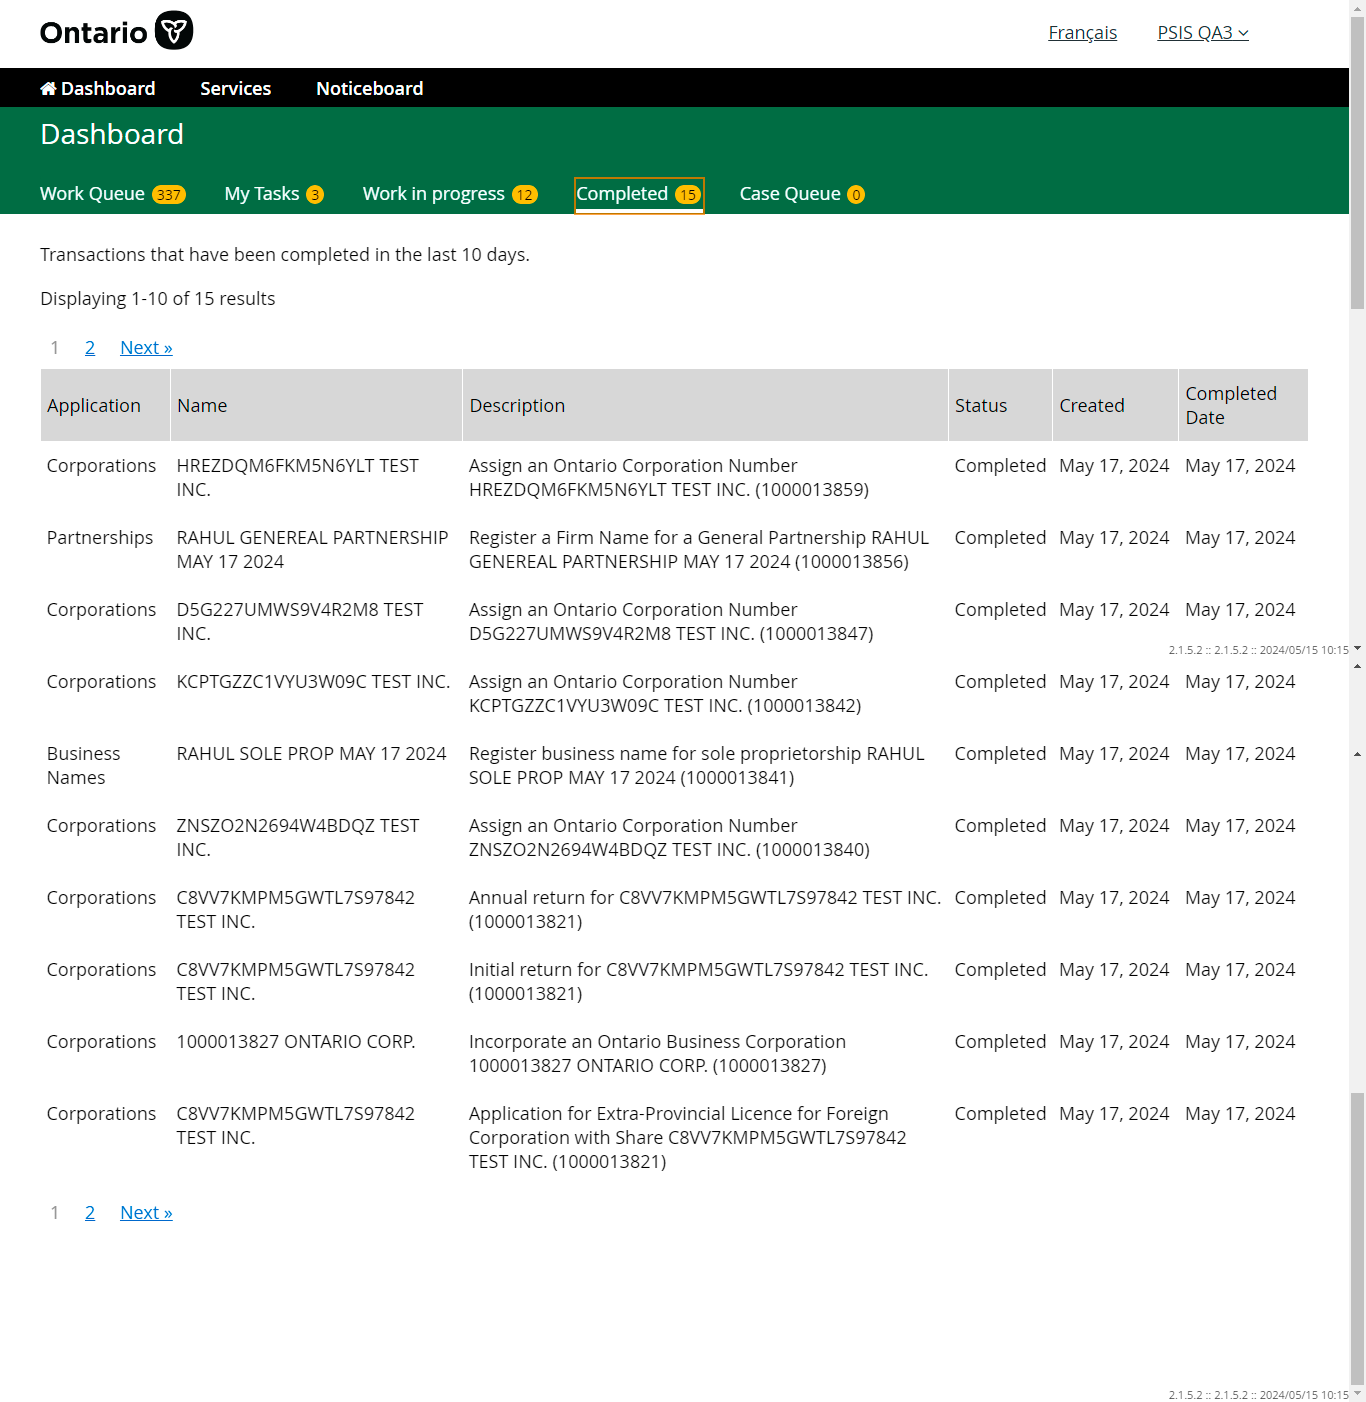 Ontario
Français PSIS QA3
Dashboard Services Noticeboard
Dashboard
Work Queue 337 My Tasks 3 Work in progress 12 Completed 15 Case Queue 0
Transactions that have been completed in the last 10 days.
Displaying 1-10 of 15 results
1 2 Next »
Application Name Description Status Created Completed Date
Corporations HREZDQM6FKM5N6YLT TEST INC. Assign an Ontario Corporation Number HREZDQM6FKM5N6YLT TEST INC. (1000013859) Completed May 17, 2024 May 17, 2024
Partnerships RAHUL GENEREAL PARTNERSHIP MAY 17 2024 Register a Firm Name for a General Partnership RAHUL GENEREAL PARTNERSHIP MAY 17 2024 (1000013856) Completed May 17, 2024 May 17, 2024
Corporations D5G227UMWS9V4R2M8 TEST INC. Assign an Ontario Corporation Number D5G227UMWS9V4R2M8 TEST INC. (1000013847) Completed May 17, 2024 May 17, 2024
2.1.5.2 :: 2.1.5.2 :: 2024/05/15 10:15
Corporations KCPTGZZC1VYU3W09C TEST INC. Assign an Ontario Corporation Number KCPTGZZC1VYU3W09C TEST INC. (1000013842) Completed May 17, 2024 May 17, 2024
Business Names RAHUL SOLE PROP MAY 17 2024 Register business name for sole proprietorship RAHUL SOLE PROP MAY 17 2024 (1000013841) Completed May 17, 2024 May 17, 2024
Corporations ZNSZO2N2694W4BDQZ TEST INC. Assign an Ontario Corporation Number ZNSZO2N2694W4BDQZ TEST INC. (1000013840) Completed May 17, 2024 May 17, 2024
Corporations C8VV7KMPM5GWTL7S97842 TEST INC. Annual return for C8VV7KMPM5GWTL7S97842 TEST INC. (1000013821) Completed May 17, 2024 May 17, 2024
Corporations C8VV7KMPM5GWTL7S97842 TEST INC. Initial return for C8VV7KMPM5GWTL7S97842 TEST INC. (1000013821) Completed May 17, 2024 May 17, 2024
Corporations 1000013827 ONTARIO CORP. Incorporate an Ontario Business Corporation 1000013827 ONTARIO CORP. (1000013827) Completed May 17, 2024 May 17, 2024
Corporations C8VV7KMPM5GWTL7S97842 TEST INC. Application for Extra-Provincial Licence for Foreign Corporation with Share C8VV7KMPM5GWTL7S97842 TEST INC. (1000013821) Completed May 17, 2024 May 17, 2024
1 2 Next »
2.1.5.2 :: 2.1.5.2 :: 2024/05/15 10:15